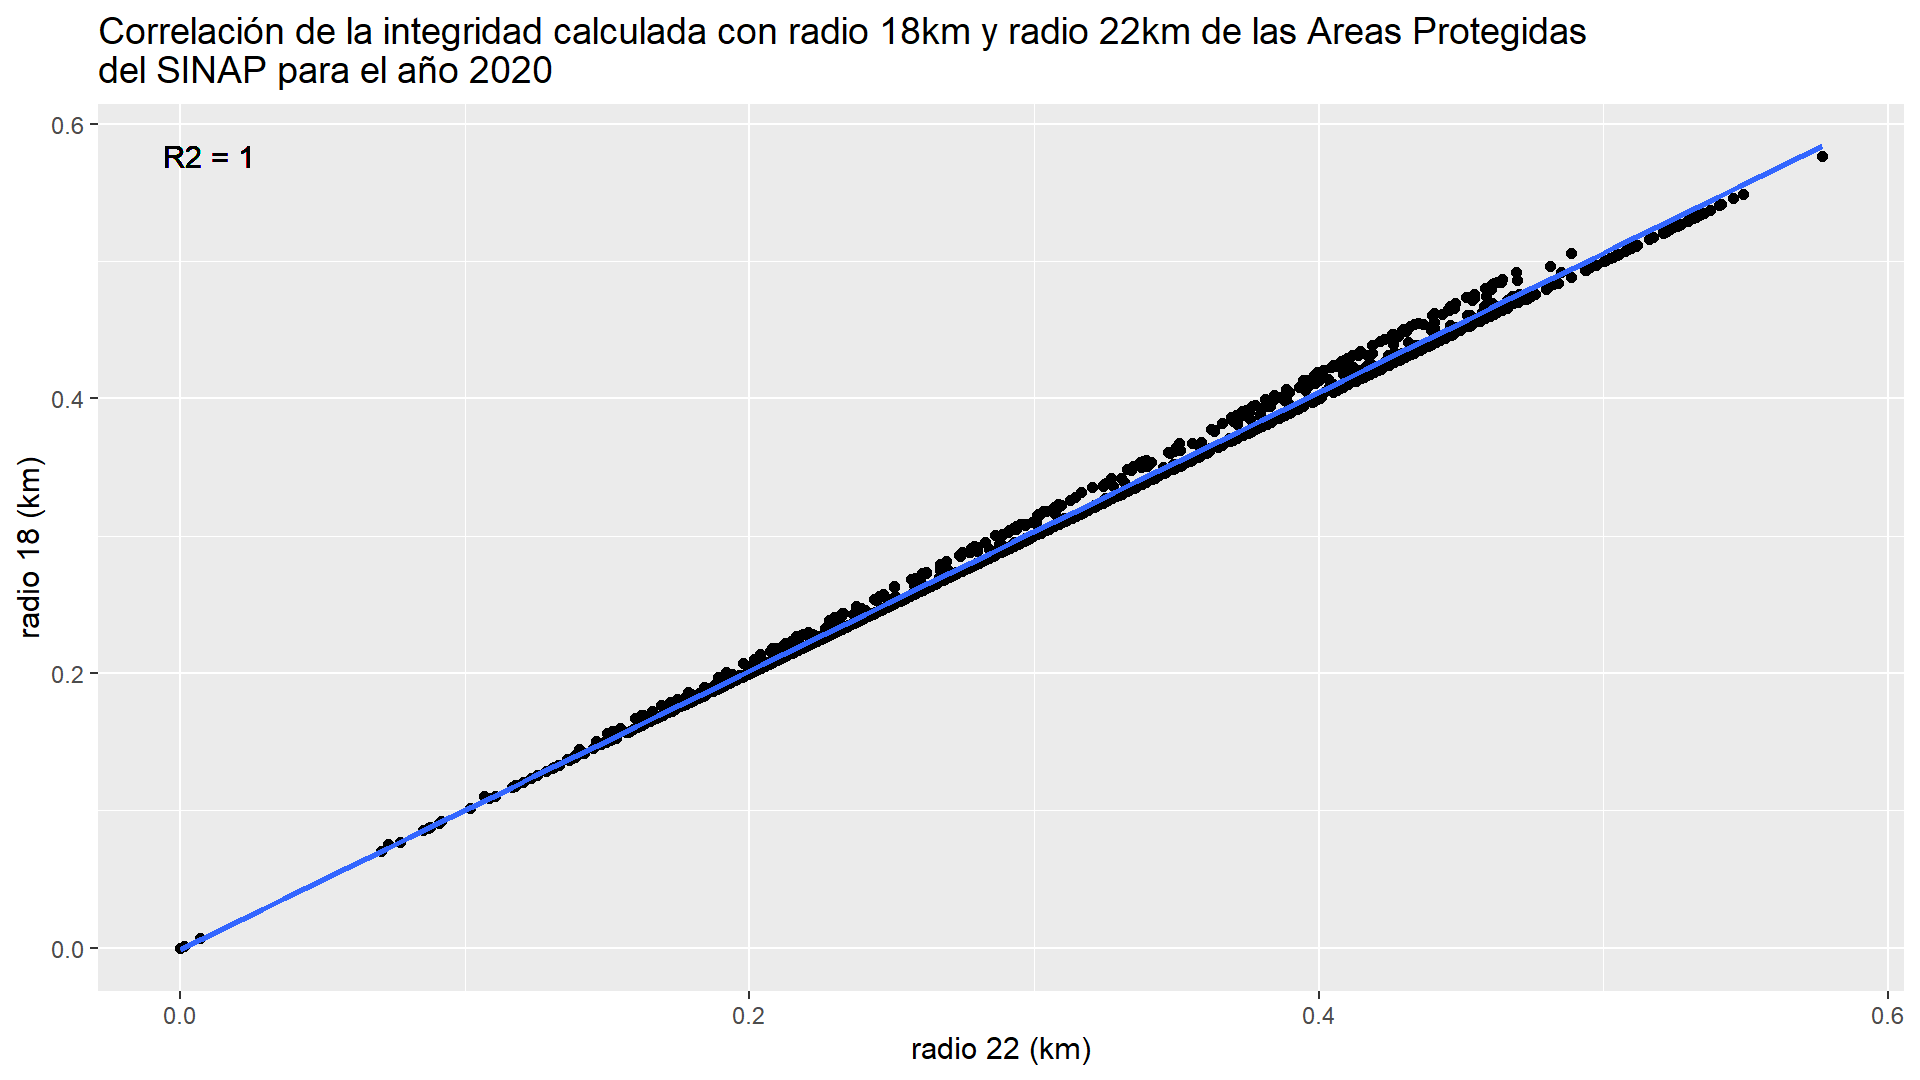 Correlación de la integridad calculada con radio 18km y radio 22km de las Areas Protegidas
del SINAP para el año 2020
R2 = 1
0.6
0.4
0.2
0.0
radio 18 (km)
0.0
0.2
0.4
0.6
radio 22 (km)